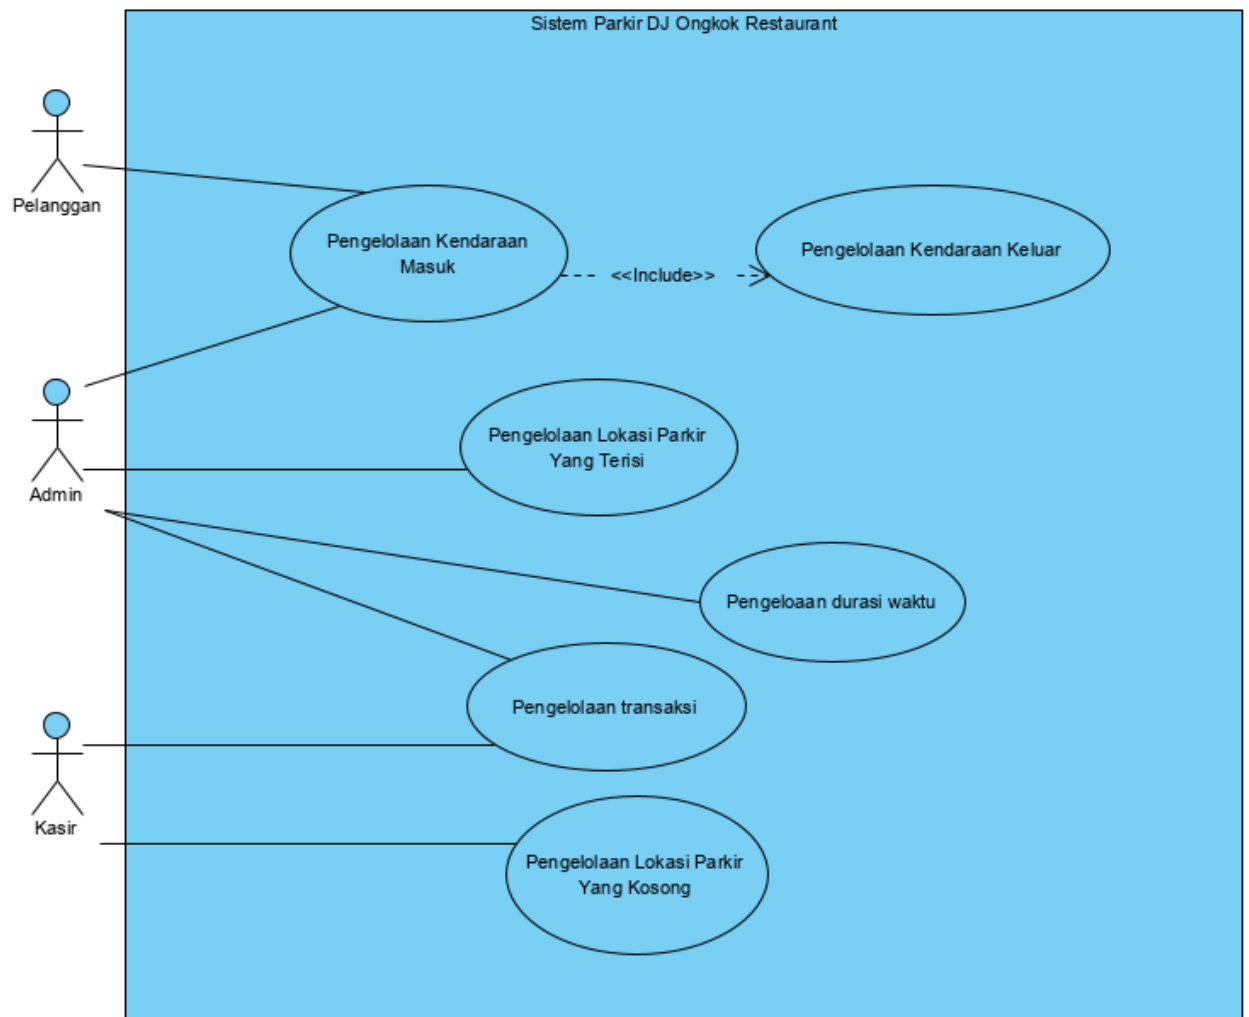 Sistem Parkir DJ Ongkok Restaurant
Pelanggan
Pengelolaan Kendaraan
Masuk
<<Include>>
Pengelolaan Kendaraan Keluar
Admin
Pengelolaan Lokasi Parkir
Yang Terisi
Pengeloaan durasi waktu
Pengelolaan transaksi
Kasir
Pengelolaan Lokasi Parkir
Yang Kosong